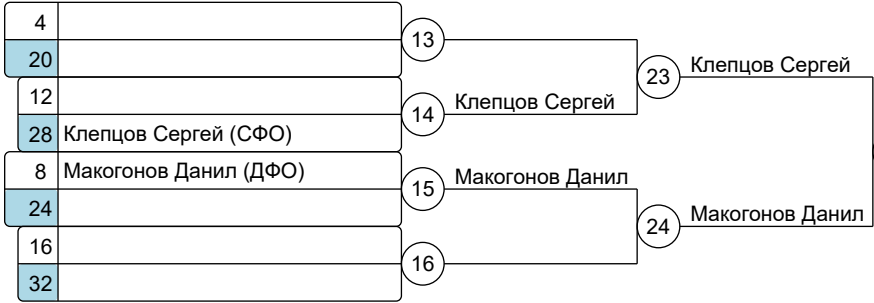 4
13
20
23 Клепцов Сергей
12
14 Клепцов Сергей
28 Клепцов Сергей (СФО)
8 Макогонов Данил (ДФО)
15 Макогонов Данил
24
24 Макогонов Данил
16
16
32